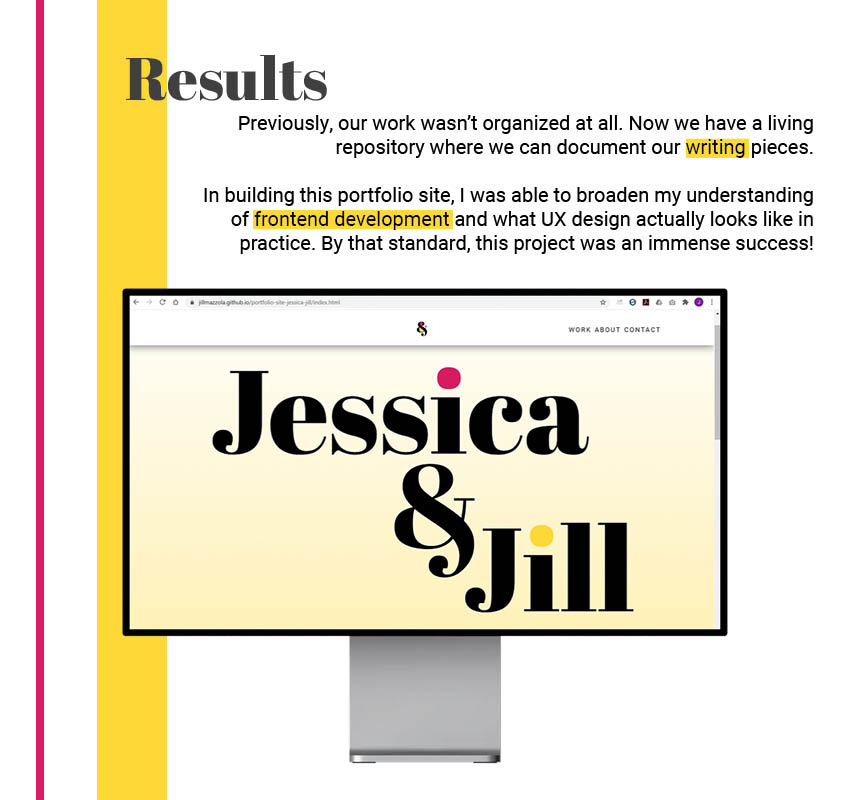 Results
Previously, our work wasn’t organized at all. Now we have a living
repository where we can document our writing pieces.
In building this portfolio site, I was able to broaden my understanding
of frontend development and what UX design actually looks like in
practice. By that standard, this project was an immense success!
jillmazzola.github.io/portfolio-site-jessica-jill/index.html
&
WORK ABOUT CONTACT
Jessica
&
Jill